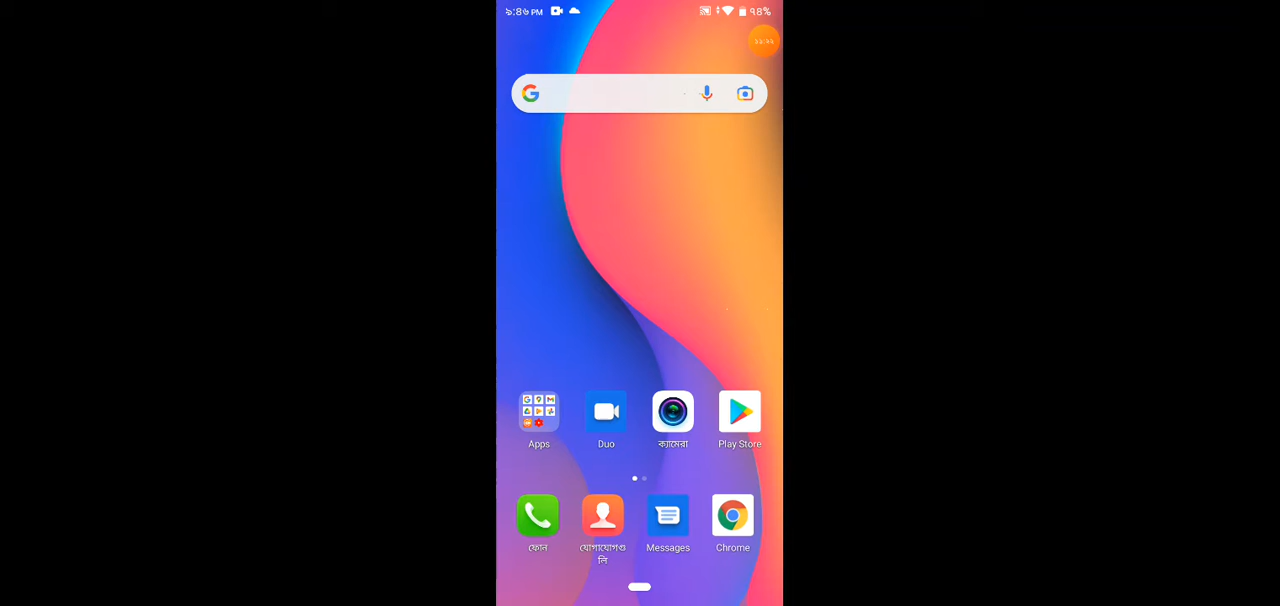 ৯:৪৬ PM
৭৪%
Apps
Duo
ক্যামেরা
Play Store
ফোন
যোগাযোগগু
লি
Messages
Chrome